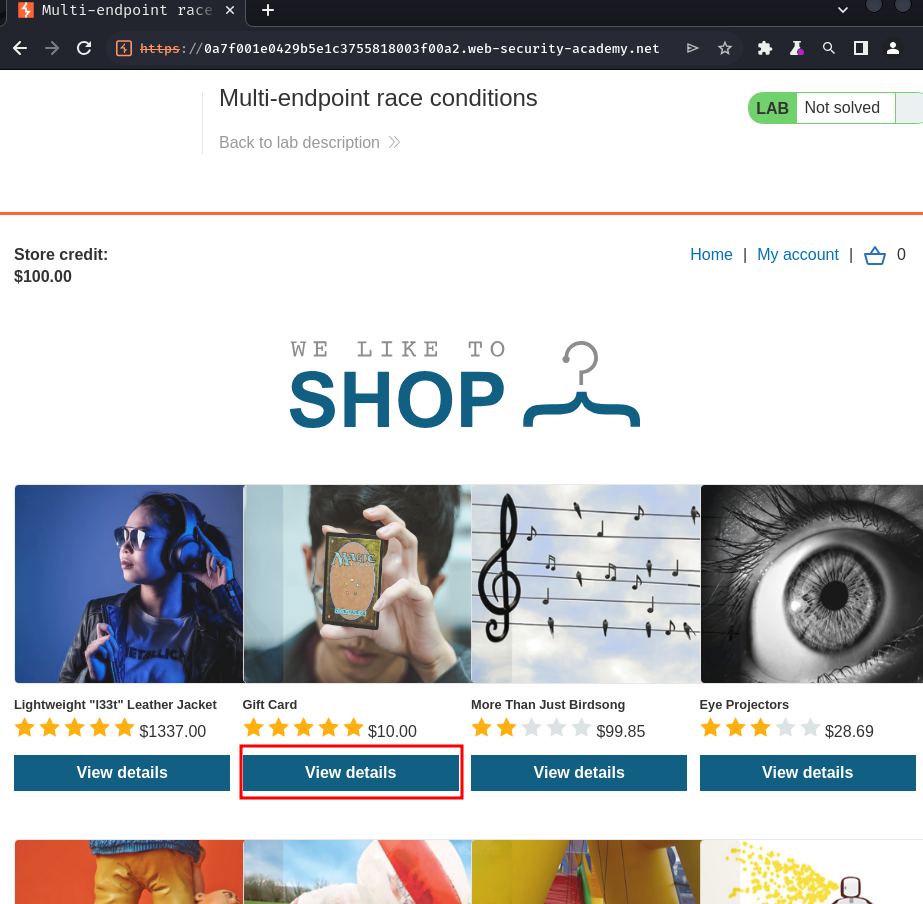 Multi-endpoint race
https://0a7f001e0429b5e1c3755818003f00a2.web-security-academy.net
Multi-endpoint race conditions
LAB Not solved
Back to lab description
Store credit:
$100.00
Home | My account | 0
WE LIKE TO
SHOP
MAGIC
METALLICA
Lightweight "l33t" Leather Jacket
$1337.00
View details
Gift Card
$10.00
View details
More Than Just Birdsong
$99.85
View details
Eye Projectors
$28.69
View details